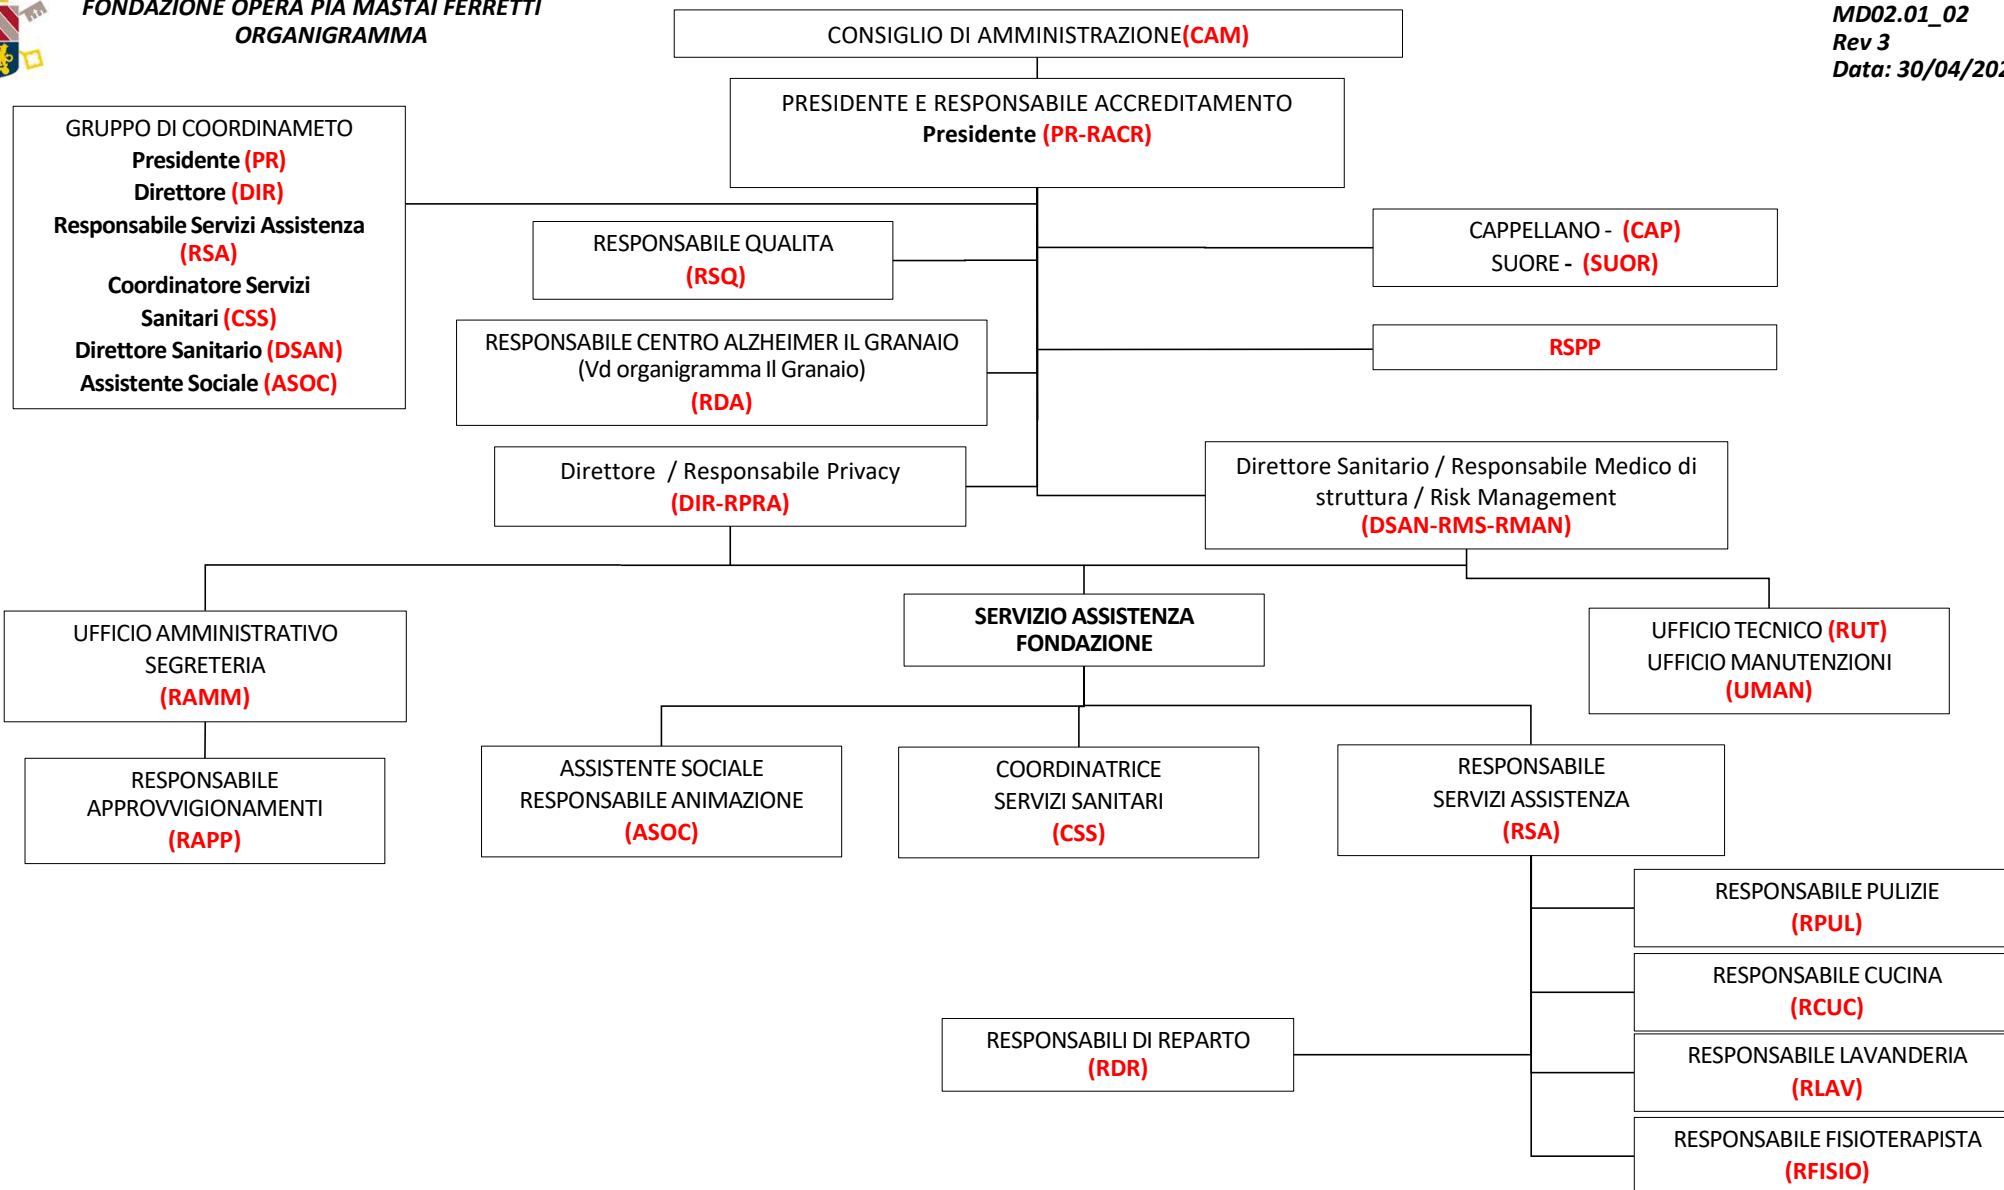 FONDAZIONE OPERA PIA MASTAI FERRETTI
ORGANIGRAMMA
MD02.01_02
Rev 3
Data: 30/04/202
CONSIGLIO DI AMMINISTRAZIONE(CAM)
PRESIDENTE E RESPONSABILE ACCREDITAMENTO
Presidente (PR-RACR)
GRUPPO DI COORDINAMETO
Presidente (PR)
Direttore (DIR)
Responsabile Servizi Assistenza
(RSA)
Coordinatore Servizi
Sanitari (CSS)
Direttore Sanitario (DSAN)
Assistente Sociale (ASOC)
RESPONSABILE QUALITA
(RSQ)
CAPPELLANO - (CAP)
SUORE - (SUOR)
RESPONSABILE CENTRO ALZHEIMER IL GRANAIO
(Vd organigramma Il Granaio)
(RDA)
RSPP
Direttore / Responsabile Privacy
(DIR-RPRA)
Direttore Sanitario / Responsabile Medico di
struttura / Risk Management
(DSAN-RMS-RMAN)
UFFICIO AMMINISTRATIVO
SEGRETERIA
(RAMM)
SERVIZIO ASSISTENZA
FONDAZIONE
UFFICIO TECNICO (RUT)
UFFICIO MANUTENZIONI
(UMAN)
RESPONSABILE
APPROVVIGIONAMENTI
(RAPP)
ASSISTENTE SOCIALE
RESPONSABILE ANIMAZIONE
(ASOC)
COORDINATRICE
SERVIZI SANITARI
(CSS)
RESPONSABILE
SERVIZI ASSISTENZA
(RSA)
RESPONSABILE PULIZIE
(RPUL)
RESPONSABILE CUCINA
(RCUC)
RESPONSABILI DI REPARTO
(RDR)
RESPONSABILE LAVANDERIA
(RLAV)
RESPONSABILE FISIOTERAPISTA
(RFISIO)